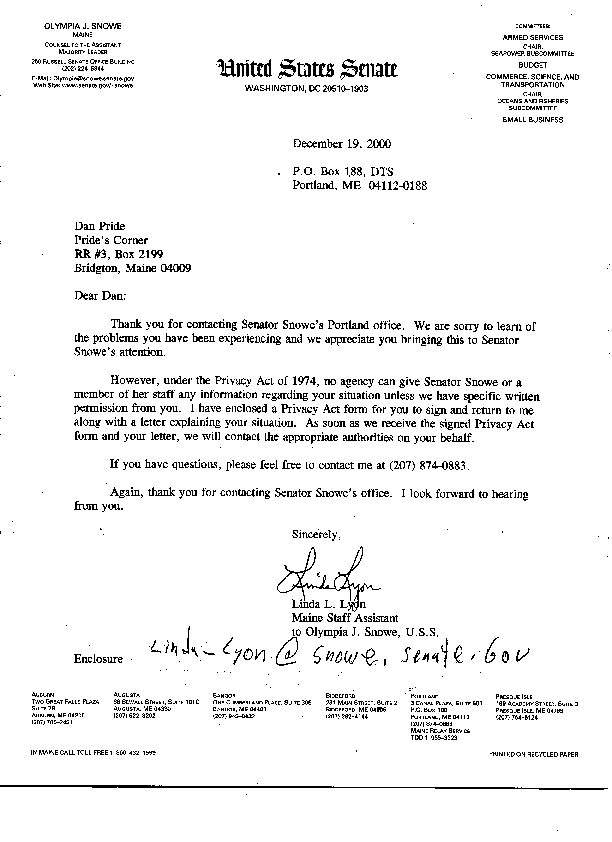 OLYMPIA J. SNOWE
MAINE
COUNSEL TO THE ASSISTANT
MAJORITY LEADER
250 RUSSELL SENATE OFFICE BUILDING
(202) 224-5344
E-Mail: Olympia@snowe.senate.gov
Web Site: www.senate.gov/~snowe
United States Senate
WASHINGTON, DC 20510-1903
COMMITTEES:
ARMED SERVICES
CHAIR,
SEAPOWER SUBCOMMITTEE
BUDGET
COMMERCE, SCIENCE, AND
TRANSPORTATION
CHAIR,
OCEANS AND FISHERIES
SUBCOMMITTEE
SMALL BUSINESS
December 19, 2000
P.O. Box 188, DTS
Portland, ME 04112-0188
Dan Pride
Pride's Corner
RR #3, Box 2199
Bridgton, Maine 04009
Dear Dan:
Thank you for contacting Senator Snowe's Portland office. We are sorry to learn of
the problems you have been experiencing and we appreciate you bringing this to Senator
Snowe's attention.
However, under the Privacy Act of 1974, no agency can give Senator Snowe or a
member of her staff any information regarding your situation unless we have specific written
permission from you. I have enclosed a Privacy Act form for you to sign and return to me
along with a letter explaining your situation. As soon as we receive the signed Privacy Act
form and your letter, we will contact the appropriate authorities on your behalf.
If you have questions, please feel free to contact me at (207) 874-0883.
Again, thank you for contacting Senator Snowe's office. I look forward to hearing
from you.
Sincerely,
Linda Lyon
Linda L. Lyon
Maine Staff Assistant
to Olympia J. Snowe, U.S.S.
Enclosure
Linda-Lyon @ Snowe, Senate.Gov
AUBURN
TWO GREAT FALLS PLAZA
SUITE 7B
AUBURN, ME
(207)
AUGUSTA
SEWALL STREET, SUITE 101C
AUGUSTA, ME 04330
(207) 622-8292
BANGOR
ONE CUMBERLAND PLACE, SUITE 306
BANGOR, ME 04401
(207) 945-0432
BIDDEFORD
231 MAIN STREET, SUITE 2
BIDDEFORD, ME 04005
(207) 282-4144
PORTLAND
3 CANAL PLAZA, SUITE 601
P.O. BOX 188
PORTLAND, ME 04112
(207) 874-0883
MAINE RELAY SERVICE
TDD 1-955-3323
PRESQUE ISLE
169 ACADEMY STREET, SUITE 3
PRESQUE ISLE, ME 04769
(207) 764-5124
IN MAINE CALL TOLL FREE 1-800-432-1599
PRINTED ON RECYCLED PAPER